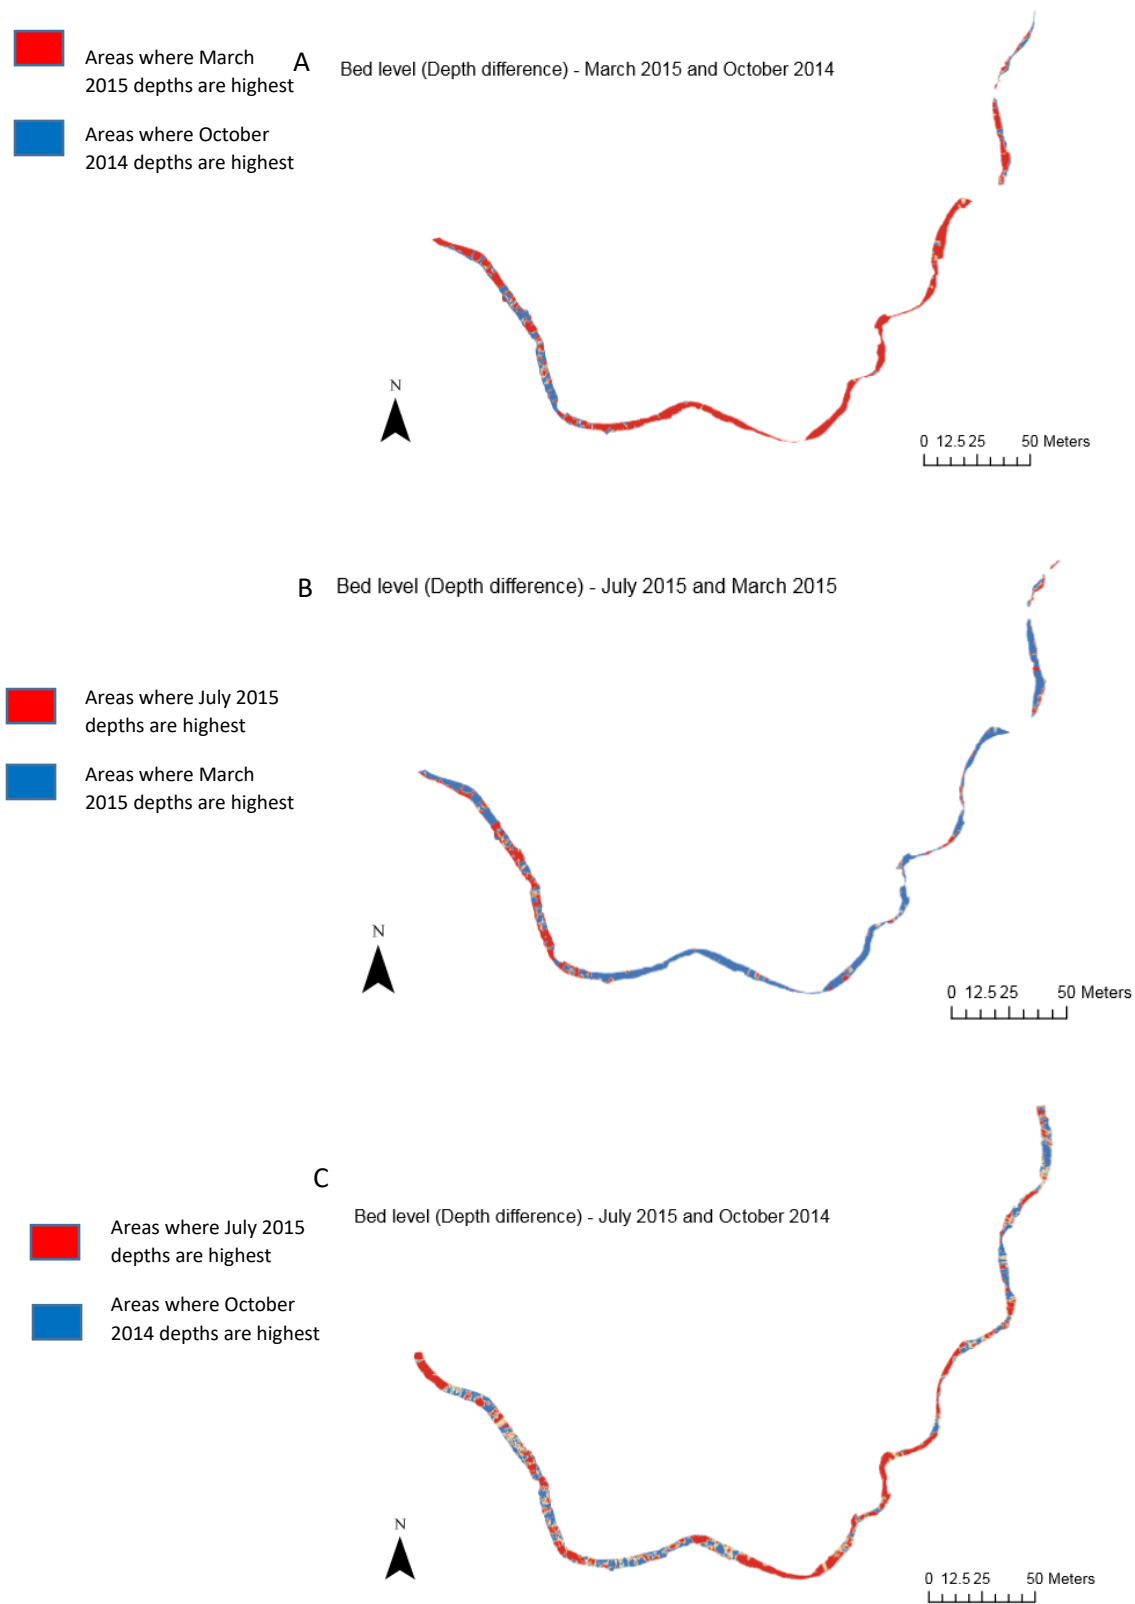 Areas where March
2015 depths are highest
Areas where October
2014 depths are highest
A
Bed level (Depth difference) - March 2015 and October 2014
N
0 12.5 25 50 Meters
B
Bed level (Depth difference) - July 2015 and March 2015
Areas where July 2015
depths are highest
Areas where March
2015 depths are highest
N
0 12.5 25 50 Meters
C
Bed level (Depth difference) - July 2015 and October 2014
Areas where July 2015
depths are highest
Areas where October
2014 depths are highest
N
0 12.5 25 50 Meters